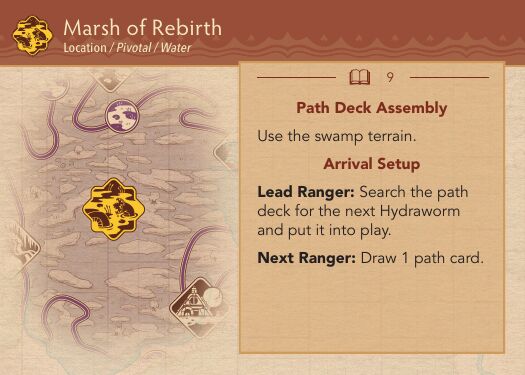 Marsh of Rebirth
Location / Pivotal / Water
9
Path Deck Assembly
Use the swamp terrain.
Arrival Setup
Lead Ranger: Search the path
deck for the next Hydraworm
and put it into play.
Next Ranger: Draw 1 path card.